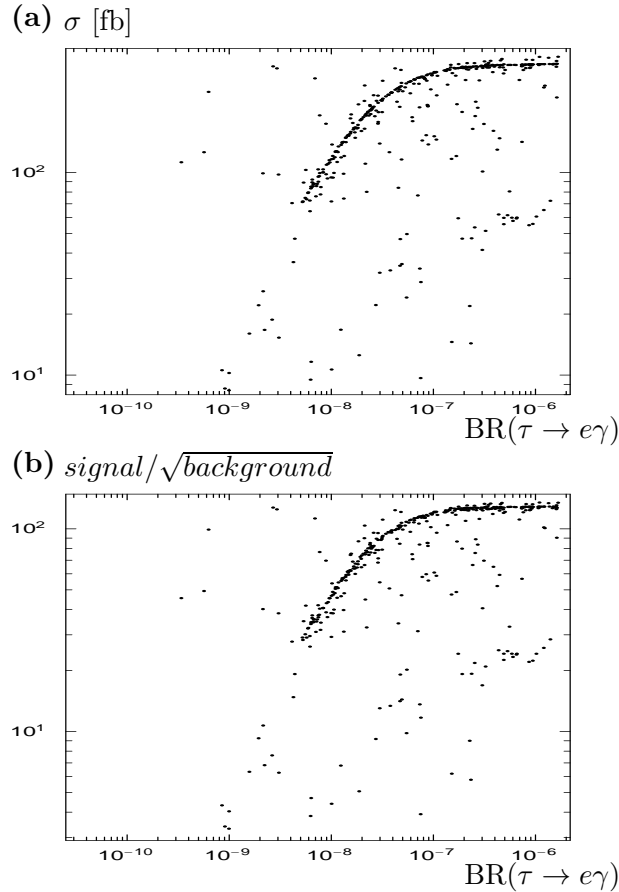 (a) σ [fb]
10²
10¹
10⁻¹⁰ 10⁻⁹ 10⁻⁸ 10⁻⁷ 10⁻⁶
BR(τ → eγ)
(b) signal/√background
10²
10¹
10⁻¹⁰ 10⁻⁹ 10⁻⁸ 10⁻⁷ 10⁻⁶
BR(τ → eγ)